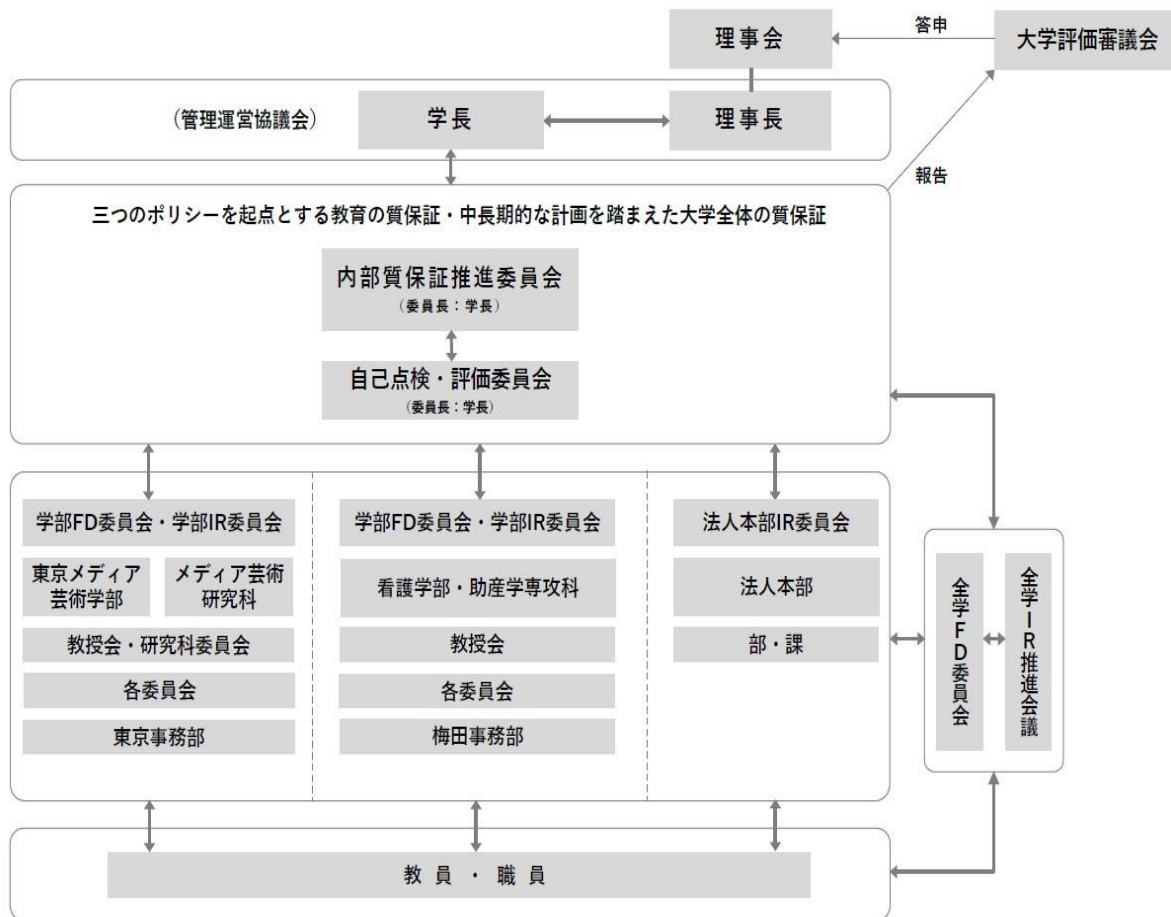 理事会
答申
大学評価審議会
（管理運営協議会）
学長
理事長
報告
三つのポリシーを起点とする教育の質保証・中長期的な計画を踏まえた大学全体の質保証
内部質保証推進委員会
（委員長：学長）
自己点検・評価委員会
（委員長：学長）
学部FD委員会・学部IR委員会
東京メディア
芸術学部
メディア芸術
研究科
教授会・研究科委員会
各委員会
東京事務部
学部FD委員会・学部IR委員会
看護学部・助産学専攻科
教授会
各委員会
梅田事務部
法人本部IR委員会
法人本部
部・課
全学FD委員会
全学IR推進会議
教員・職員